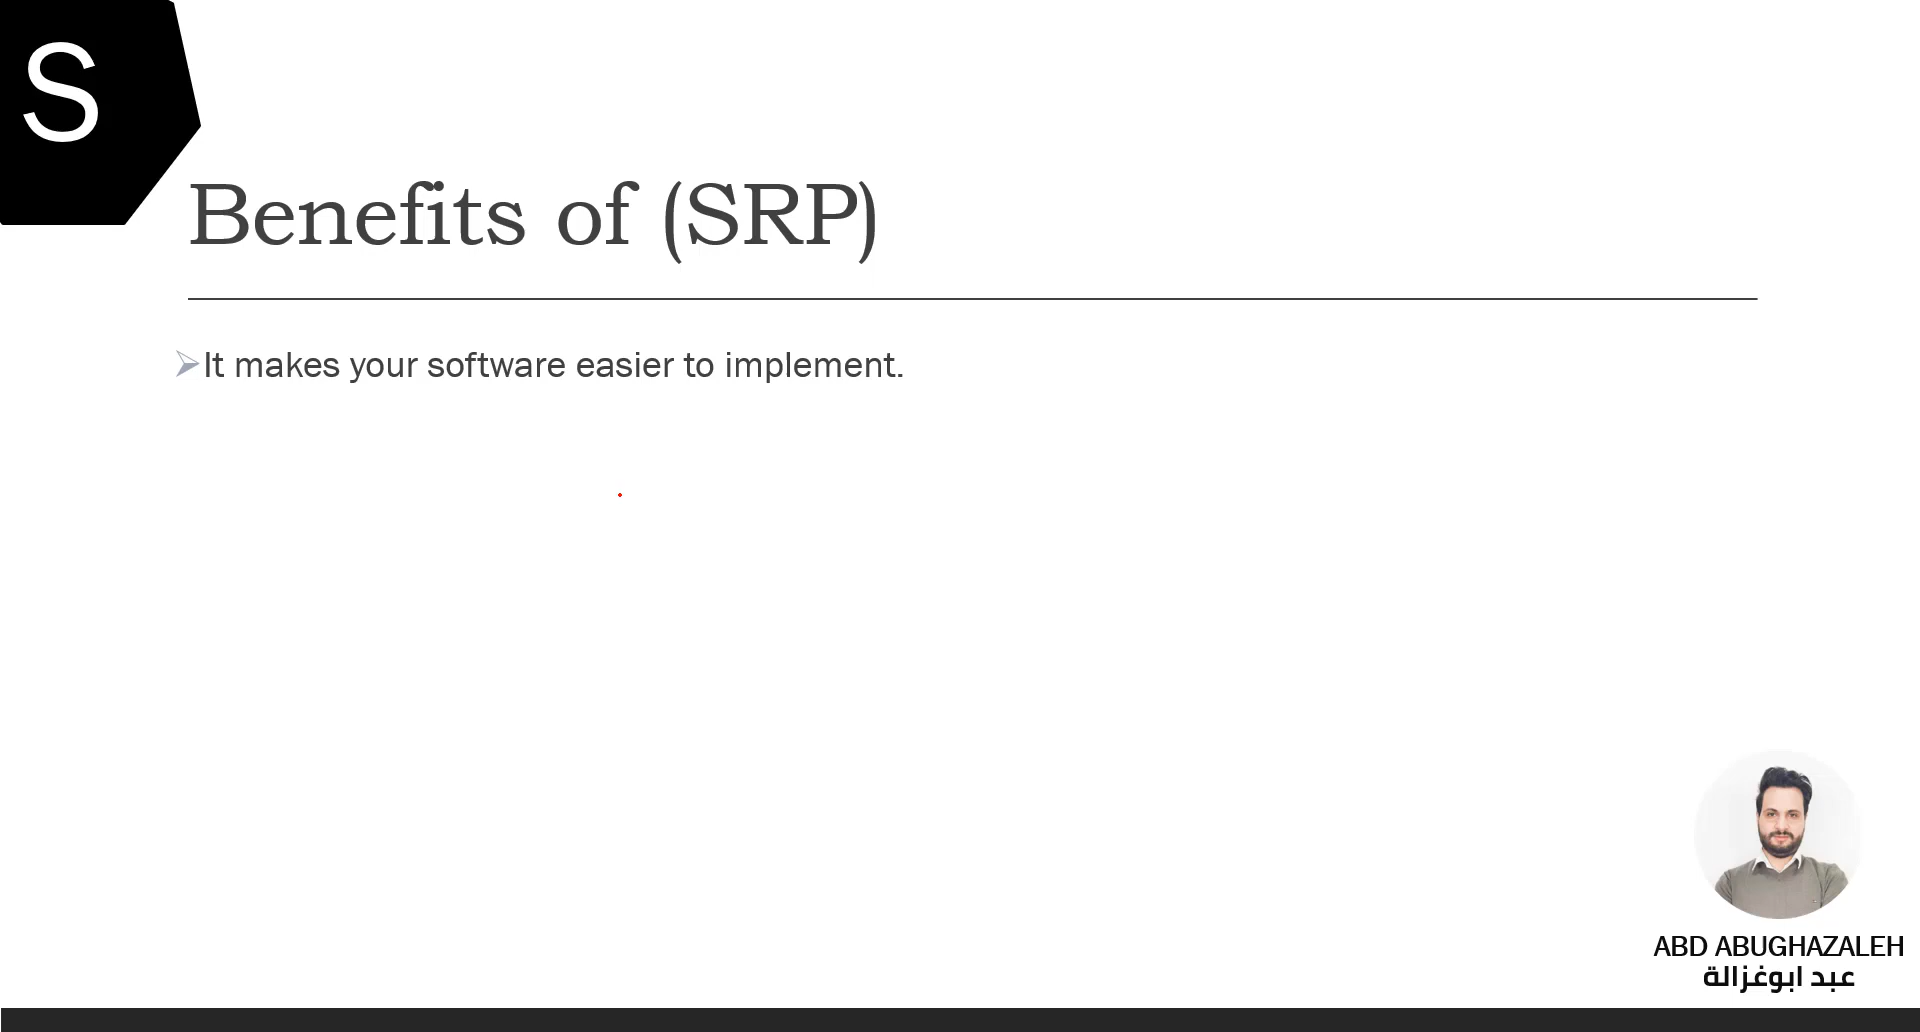 S
Benefits of (SRP)
It makes your software easier to implement.
ABD ABUGHAZALEH
عبد ابوغزالة